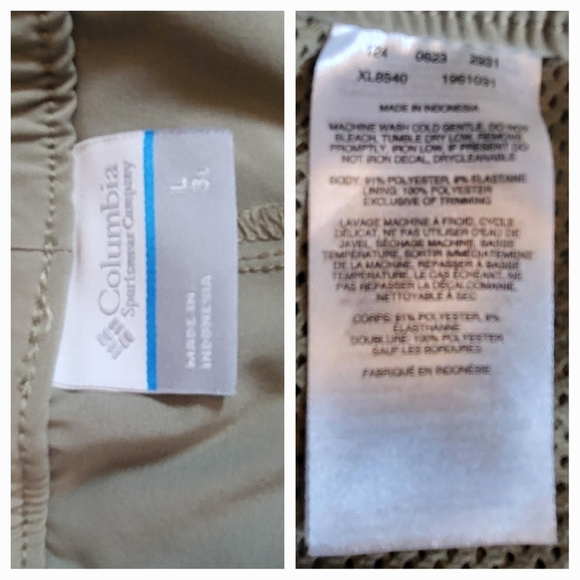 Columbia
Sportswear Company
L
3L
MADE IN
INDONESIA
124 0623 2931
XL8540 1961031
MADE IN INDONESIA
MACHINE WASH COLD GENTLE, DO NOT
BLEACH, TUMBLE DRY LOW, REMOVE
PROMPTLY, IRON LOW, IF PRESENT DO
NOT IRON DECAL, DRYCLEANABLE
BODY: 91% POLYESTER, 9% ELASTANE
LINING: 100% POLYESTER
EXCLUSIVE OF TRIMMING
LAVAGE MACHINE À FROID, CYCLE
DÉLICAT, NE PAS UTILISER D'EAU DE
JAVEL, SÉCHAGE MACHINE, BASSE
TEMPÉRATURE, SORTIR IMMÉDIATEMENT
DE LA MACHINE, REPASSER À BASSE
TEMPÉRATURE, LE CAS ÉCHÉANT, NE
PAS REPASSER LA DÉCALCOMANIE,
NETTOYABLE À SEC
CORPS: 91% POLYESTER, 9%
ÉLASTHANNE
DOUBLURE: 100% POLYESTER
SAUF LES BORDURES
FABRIQUÉ EN INDONÉSIE